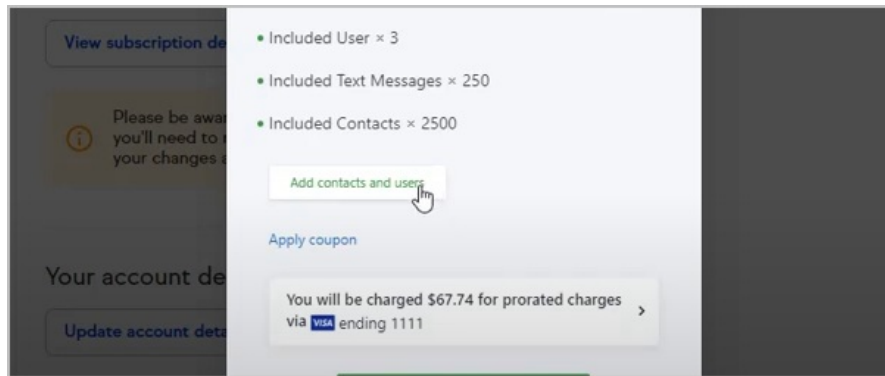 View subscription de
Please be awar
you'll need to
your changes a
Your account de
Update account deta
• Included User × 3
• Included Text Messages × 250
• Included Contacts × 2500
Add contacts and users
Apply coupon
You will be charged $67.74 for prorated charges
via VISA ending 1111